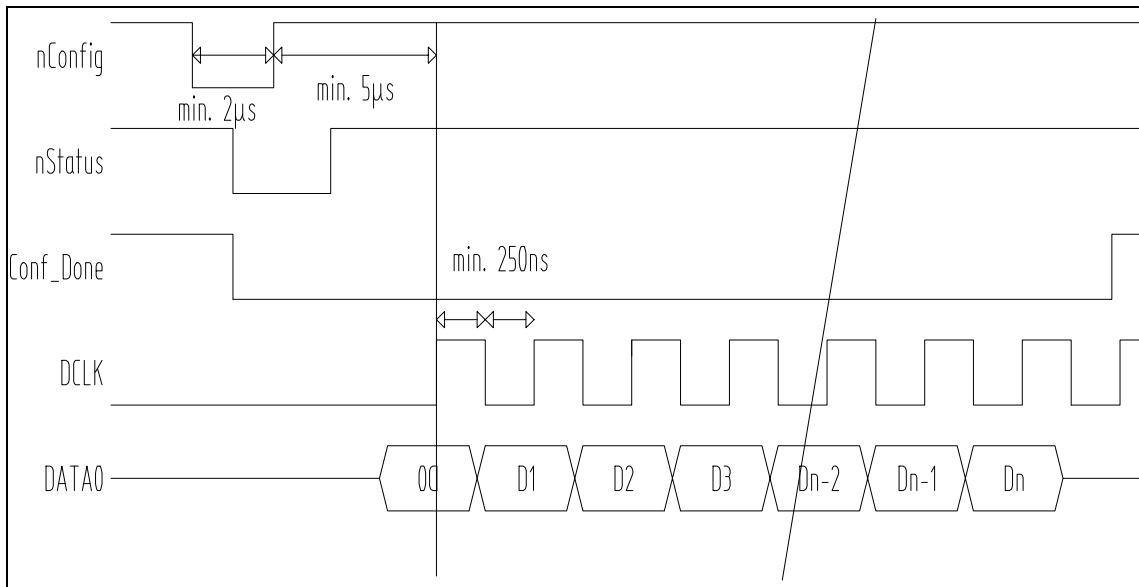 nConfig
min. 2µs
min. 5µs
nStatus
Conf_Done
min. 250ns
DCLK
DATA0
D1
D2
D3
Dn-2
Dn-1
Dn